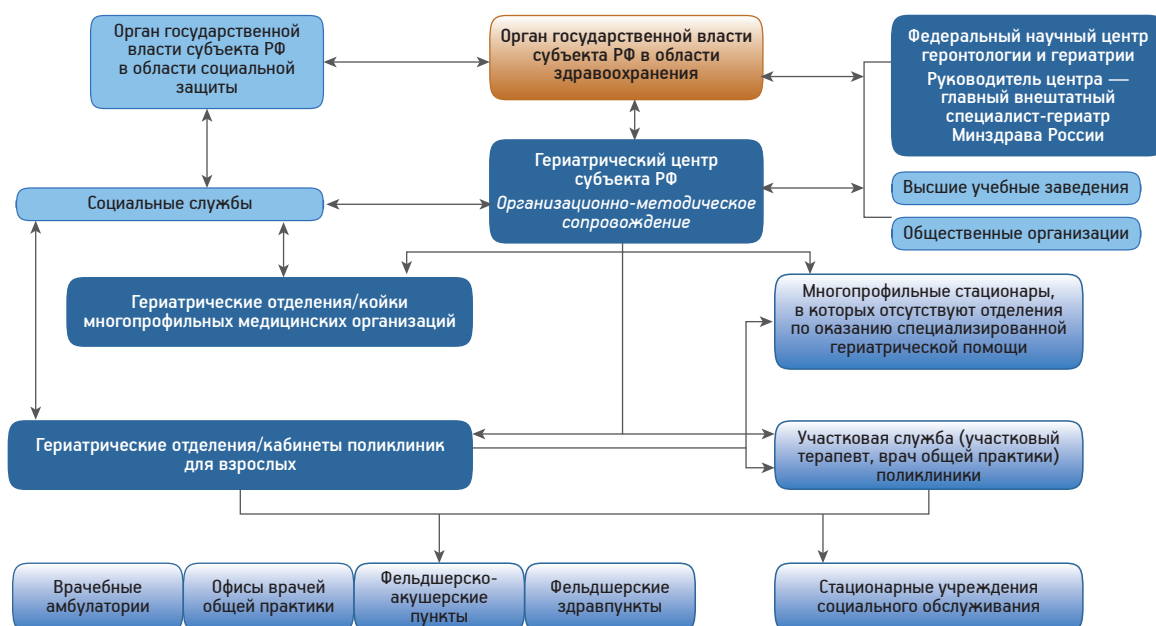 Орган государственной
власти субъекта РФ
в области социальной
защиты
Орган государственной власти
субъекта РФ в области
здравоохранения
Федеральный научный центр
геронтологии и гериатрии
Руководитель центра —
главный внештатный
специалист-гериатр
Минздрава России
Гериатрический центр
субъекта РФ
Организационно-методическое
сопровождение
Высшие учебные заведения
Социальные службы
Общественные организации
Гериатрические отделения/койки
многопрофильных медицинских организаций
Многопрофильные стационары,
в которых отсутствуют отделения
по оказанию специализированной
гериатрической помощи
Гериатрические отделения/кабинеты поликлиник
для взрослых
Участковая служба (участковый
терапевт, врач общей практики)
поликлиники
Врачебные
амбулатории
Офисы врачей
общей практики
Фельдшерско-
акушерские
пункты
Фельдшерские
здравпункты
Стационарные учреждения
социального обслуживания